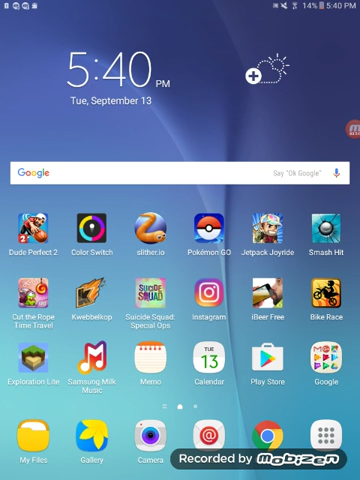 14% 5:40 PM
5:40 PM
Tue, September 13
Google Say "Ok Google"
Dude Perfect 2 Color Switch slither.io Pokémon GO Jetpack Joyride Smash Hit
Cut the Rope Time Travel Kwebbelkop SUICIDE SQUAD Suicide Squad: Special Ops Instagram iBeer Free Bike Race
Exploration Lite Samsung Milk Music Memo TUE 13 Calendar Play Store Google
My Files Gallery Camera @
Recorded by Mobizen